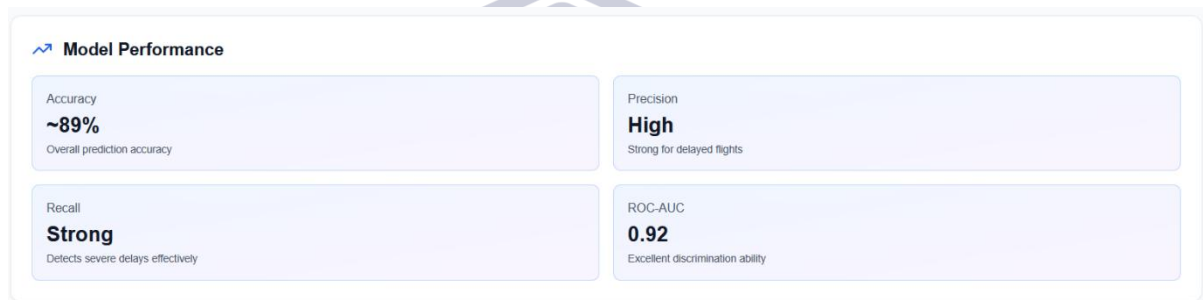 Model Performance
Accuracy
~89%
Overall prediction accuracy
Precision
High
Strong for delayed flights
Recall
Strong
Detects severe delays effectively
ROC-AUC
0.92
Excellent discrimination ability